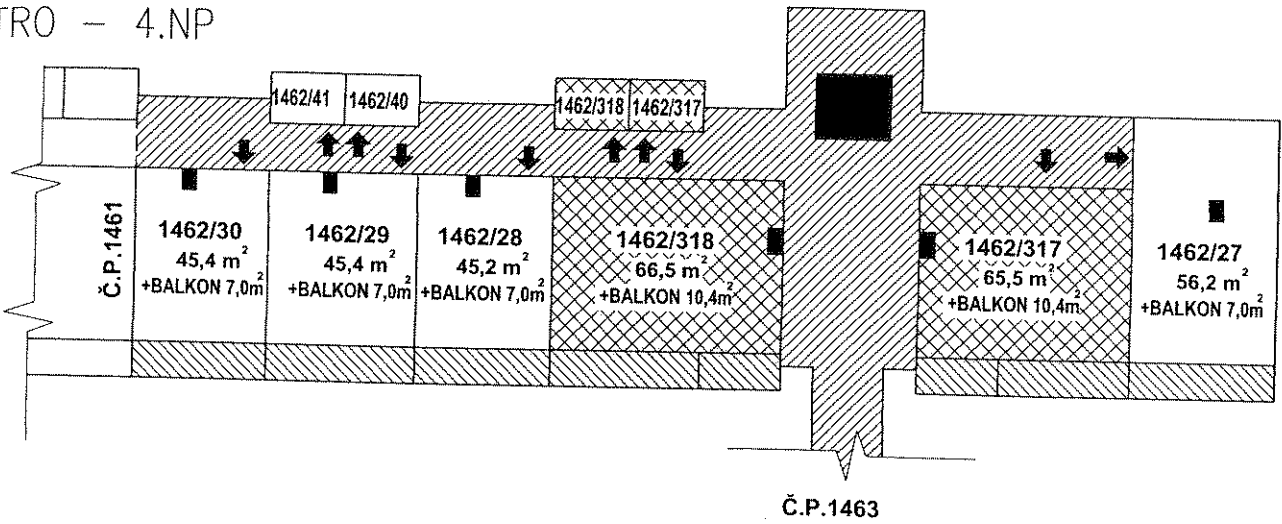 TRO - 4.NP
1462/41
1462/40
1462/318
1462/317
Č.P.1461
1462/30
45,4 m²
+BALKON 7,0m²
1462/29
45,4 m²
+BALKON 7,0m²
1462/28
45,2 m²
+BALKON 7,0m²
1462/318
66,5 m²
+BALKON 10,4m²
1462/317
65,5 m²
+BALKON 10,4m²
1462/27
56,2 m²
+BALKON 7,0m²
Č.P.1463